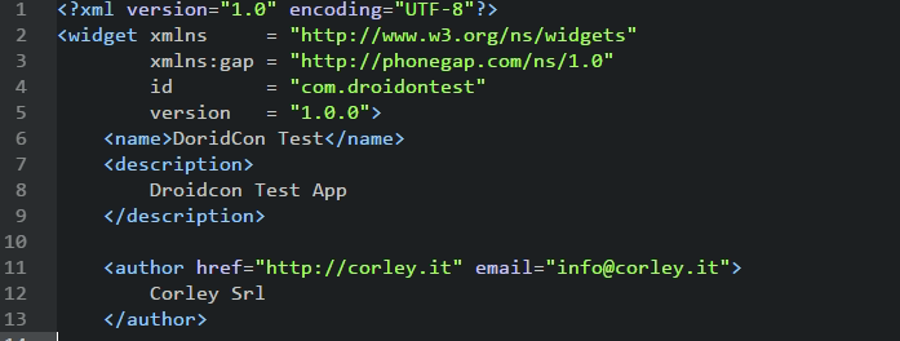 1 <?xml version="1.0" encoding="UTF-8"?>
2 <widget xmlns     = "http://www.w3.org/ns/widgets"
3         xmlns:gap = "http://phonegap.com/ns/1.0"
4         id        = "com.droidontest"
5         version   = "1.0.0">
6     <name>DoridCon Test</name>
7     <description>
8         Droidcon Test App
9     </description>
10
11     <author href="http://corley.it" email="info@corley.it">
12         Corley Srl
13     </author>
14